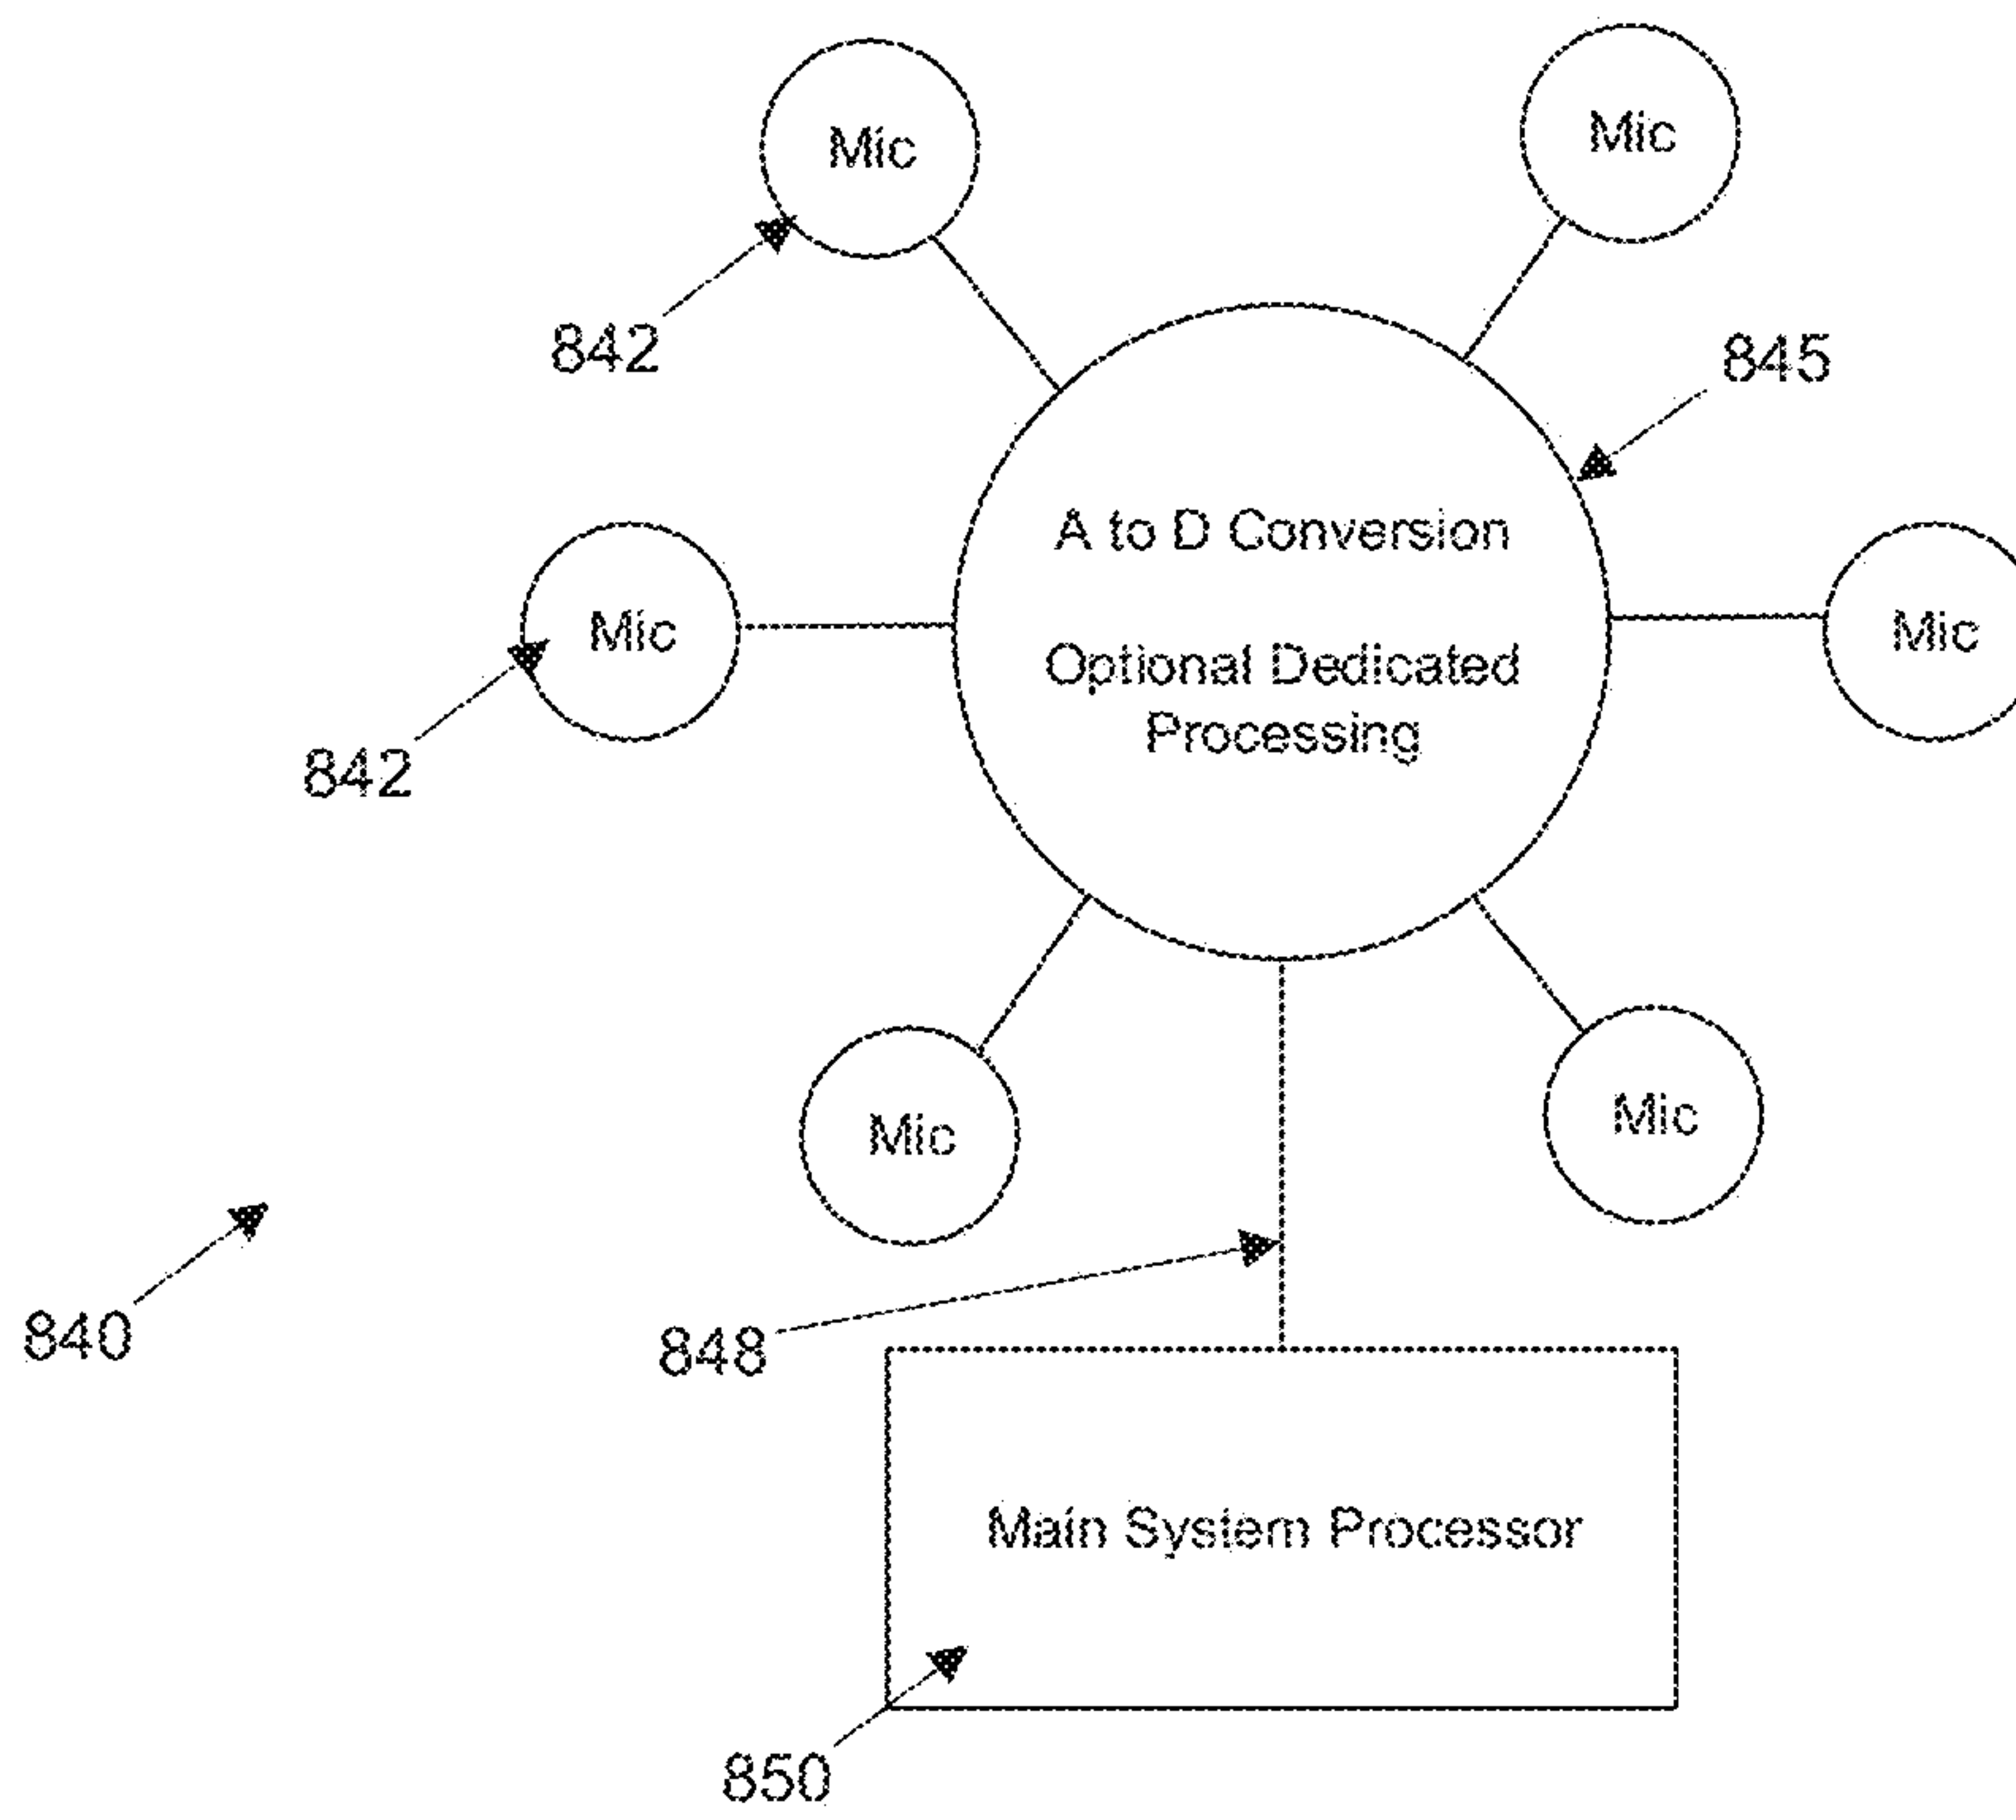 Mic
Mic
842
845
A to D Conversion
Mic
Mic
Optional Dedicated
Processing
842
Mic
Mic
840
848
Main System Processor
850